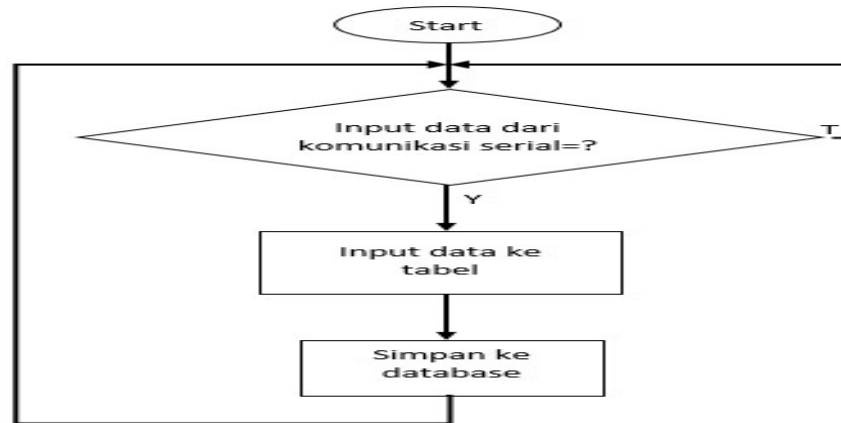 Start
Input data dari
komunikasi serial=?
T
Y
Input data ke
tabel
Simpan ke
database